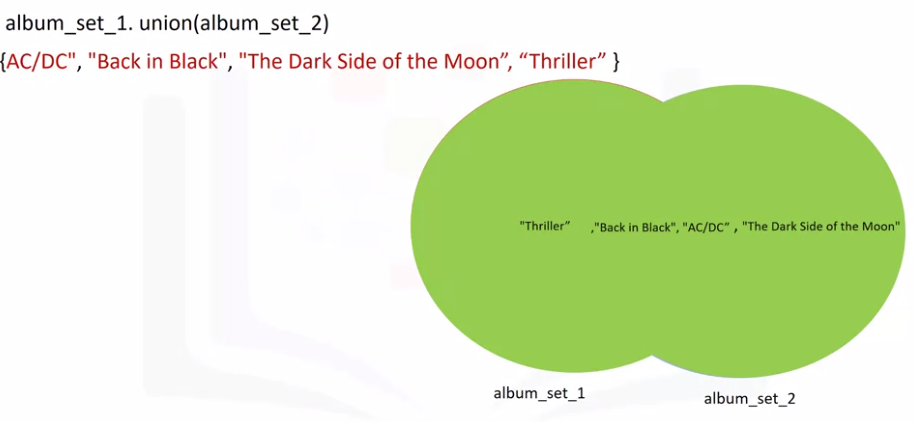 album_set_1. union(album_set_2)
{AC/DC", "Back in Black", "The Dark Side of the Moon”, “Thriller” }
"Thriller” ,"Back in Black", "AC/DC” , "The Dark Side of the Moon"
album_set_1
album_set_2